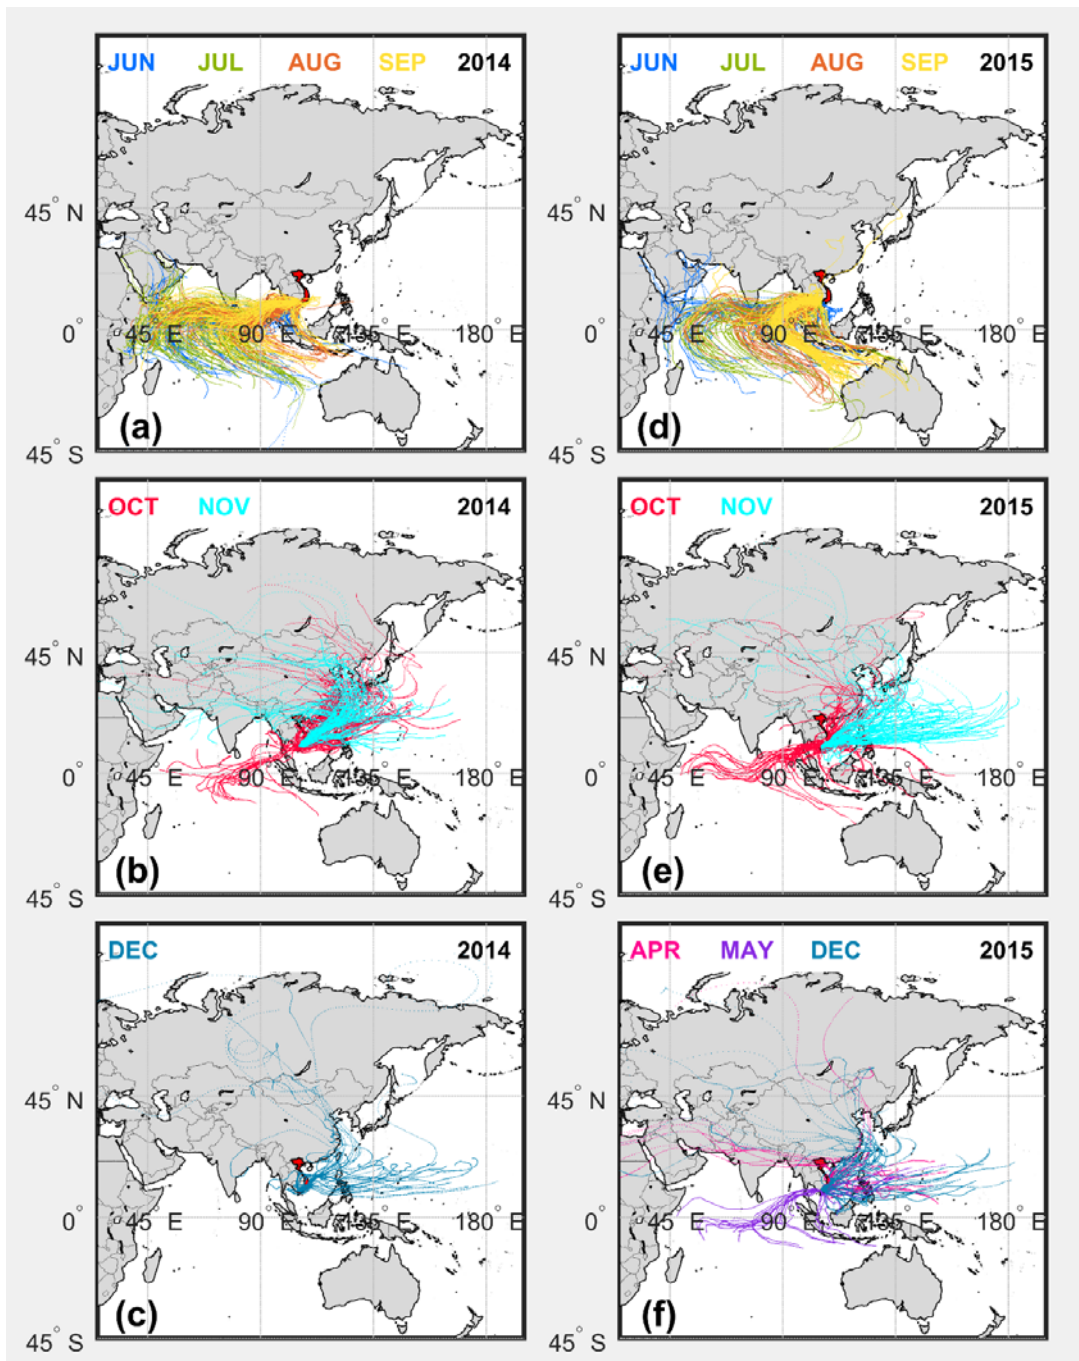 JUN JUL AUG SEP 2014
45° N
0° 45° E 90° E 135° E 180° E
(a)
45° S
JUN JUL AUG SEP 2015
45° N
0° 45° E 90° E 135° E 180° E
(d)
45° S
OCT NOV 2014
45° N
0° 45° E 90° E 135° E 180° E
(b)
45° S
OCT NOV 2015
45° N
0° 45° E 90° E 135° E 180° E
(e)
45° S
DEC 2014
45° N
0° 45° E 90° E 135° E 180° E
(c)
45° S
APR MAY DEC 2015
45° N
0° 45° E 90° E 135° E 180° E
(f)
45° S